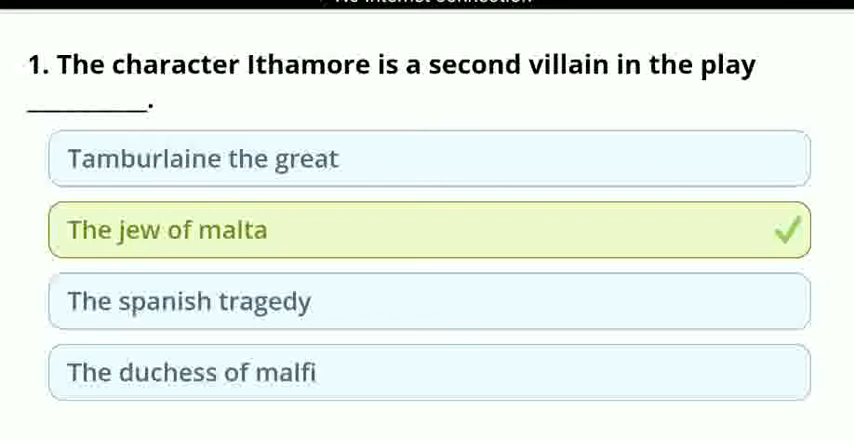 1. The character Ithamore is a second villain in the play
_________.
Tamburlaine the great
The jew of malta
The spanish tragedy
The duchess of malfi